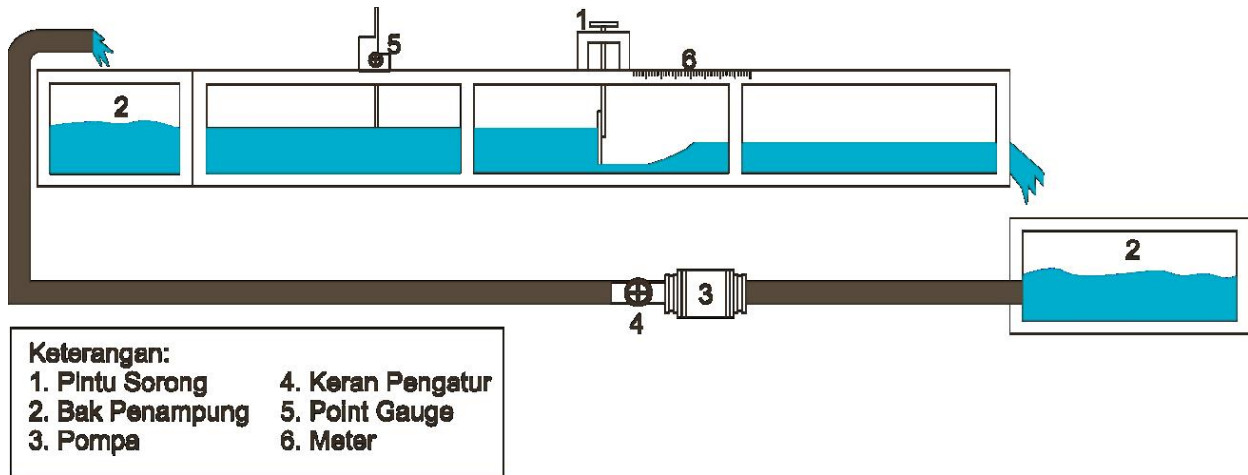 1
5
6
2
2
3
4
Keterangan:
1. Pintu Sorong 4. Keran Pengatur
2. Bak Penampung 5. Point Gauge
3. Pompa 6. Meter